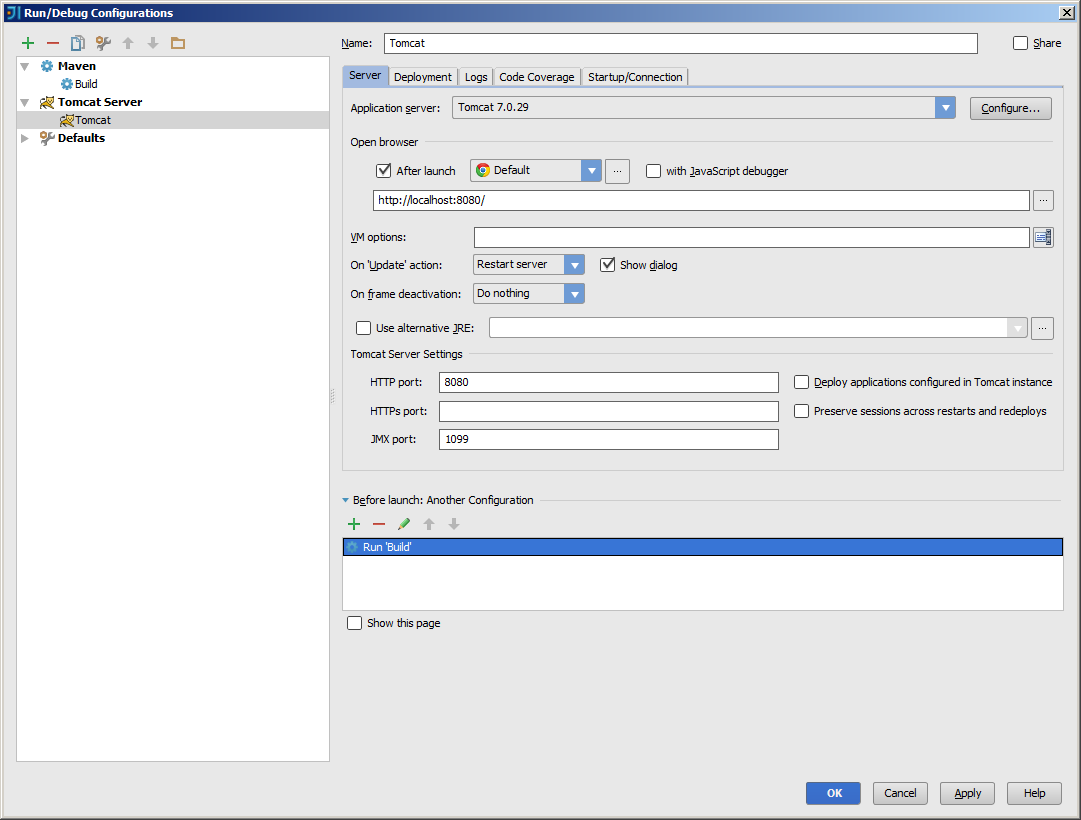 Run/Debug Configurations
Name: Tomcat Share
Maven
Build
Tomcat Server
Tomcat
Defaults
Server Deployment Logs Code Coverage Startup/Connection
Application server: Tomcat 7.0.29 Configure...
Open browser
After launch Default ... with JavaScript debugger
http://localhost:8080/ ...
VM options:
On 'Update' action: Restart server Show dialog
On frame deactivation: Do nothing
Use alternative JRE: ...
Tomcat Server Settings
HTTP port: 8080 Deploy applications configured in Tomcat instance
HTTPs port: Preserve sessions across restarts and redeploys
JMX port: 1099
Before launch: Another Configuration
Run 'Build'
Show this page
OK Cancel Apply Help